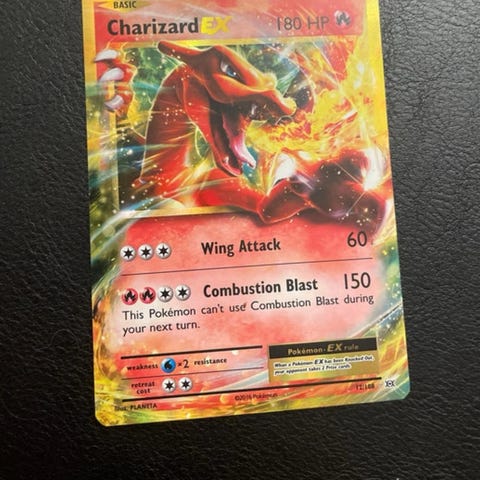 BASIC
CharizardEX 180 HP
Wing Attack 60
Combustion Blast 150
This Pokémon can't use Combustion Blast during
your next turn.
weakness ×2 resistance
Pokémon-EX rule
When a Pokémon-EX has been Knocked Out,
your opponent takes 2 Prize cards.
retreat
cost
Illus. PLANETA
©2016 Pokémon
12/108